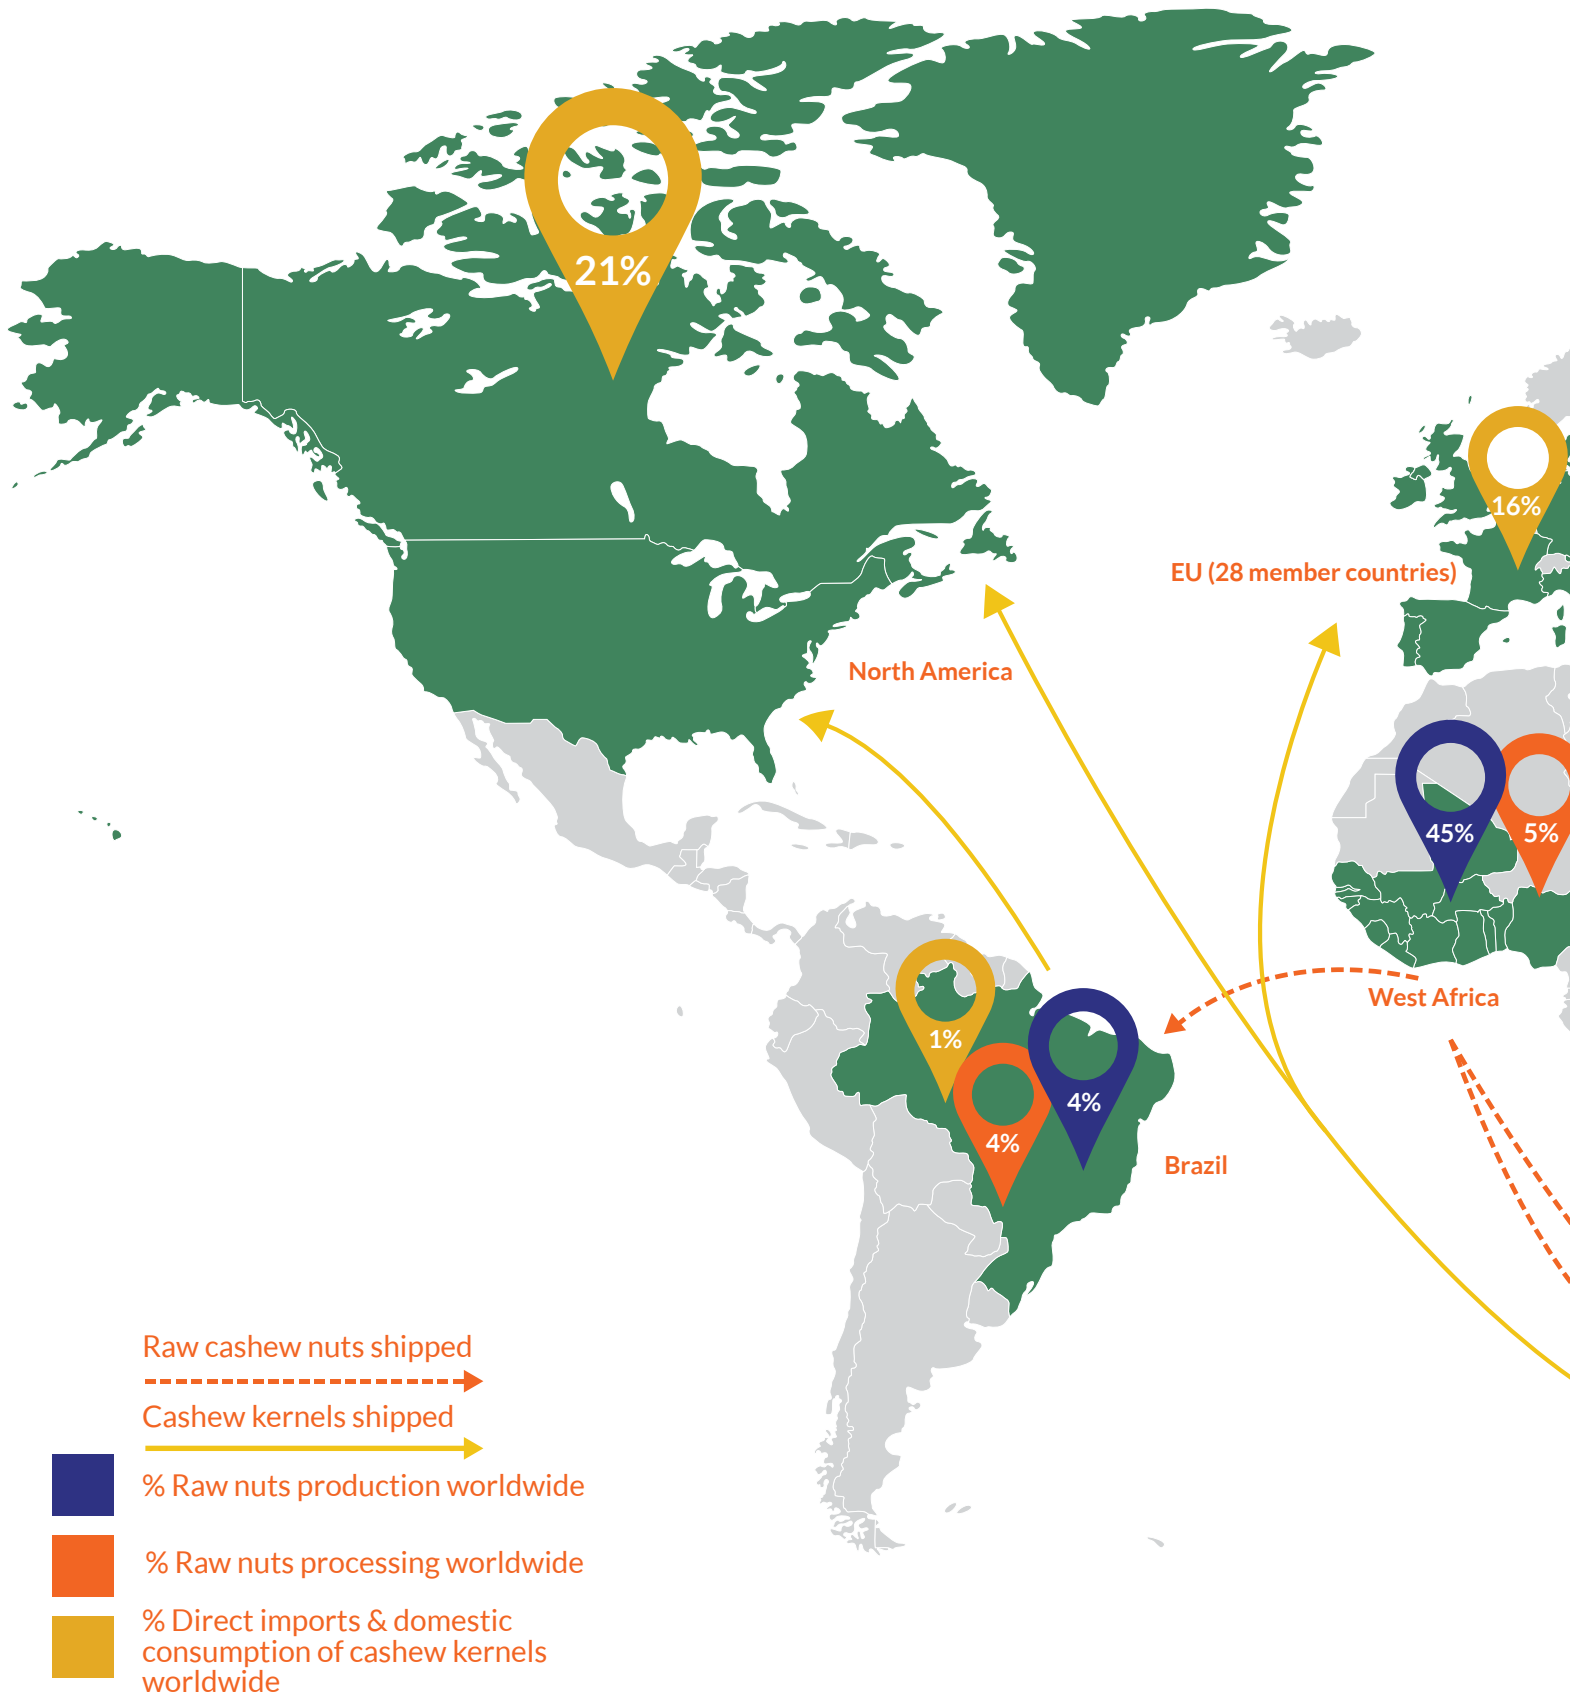 21%
16%
EU (28 member countries)
North America
45%
5%
West Africa
1%
4%
4%
Brazil
Raw cashew nuts shipped
Cashew kernels shipped
% Raw nuts production worldwide
% Raw nuts processing worldwide
% Direct imports & domestic
consumption of cashew kernels
worldwide